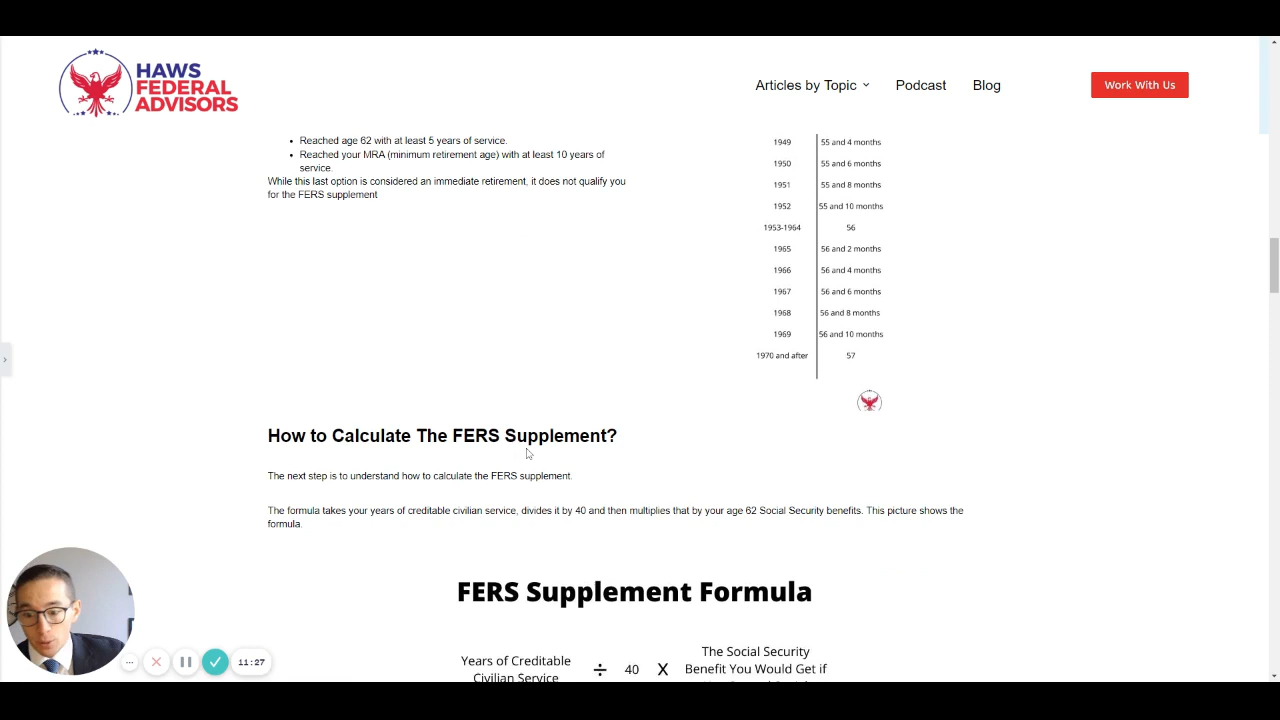 HAWS
FEDERAL
ADVISORS
Articles by Topic
Podcast
Blog
Work With Us
Reached age 62 with at least 5 years of service.
Reached your MRA (minimum retirement age) with at least 10 years of
service.
While this last option is considered an immediate retirement, it does not qualify you
for the FERS supplement
1949 55 and 4 months
1950 55 and 6 months
1951 55 and 8 months
1952 55 and 10 months
1953-1964 56
1965 56 and 2 months
1966 56 and 4 months
1967 56 and 6 months
1968 56 and 8 months
1969 56 and 10 months
1970 and after 57
How to Calculate The FERS Supplement?
The next step is to understand how to calculate the FERS supplement.
The formula takes your years of creditable civilian service, divides it by 40 and then multiplies that by your age 62 Social Security benefits. This picture shows the
formula.
FERS Supplement Formula
Years of Creditable
Civilian Service
÷ 40 X
The Social Security
Benefit You Would Get if
11:27